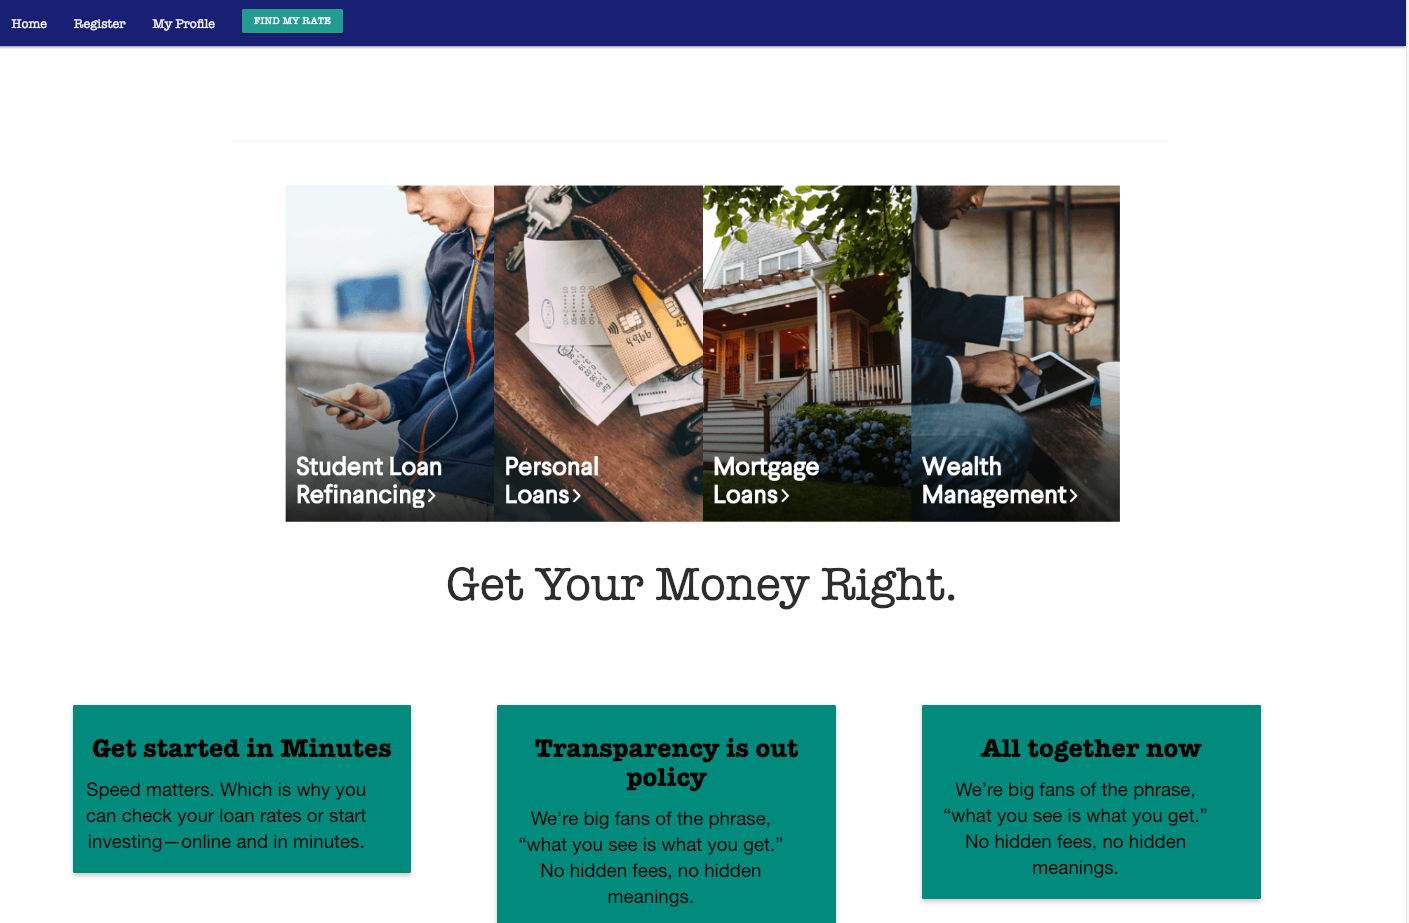 Home Register My Profile FIND MY RATE
Student Loan
Refinancing>
Personal
Loans>
Mortgage
Loans>
Wealth
Management>
4966
43
Get Your Money Right.
Get started in Minutes
Speed matters. Which is why you
can check your loan rates or start
investing—online and in minutes.
Transparency is out
policy
We’re big fans of the phrase,
“what you see is what you get.”
No hidden fees, no hidden
meanings.
All together now
We’re big fans of the phrase,
“what you see is what you get.”
No hidden fees, no hidden
meanings.